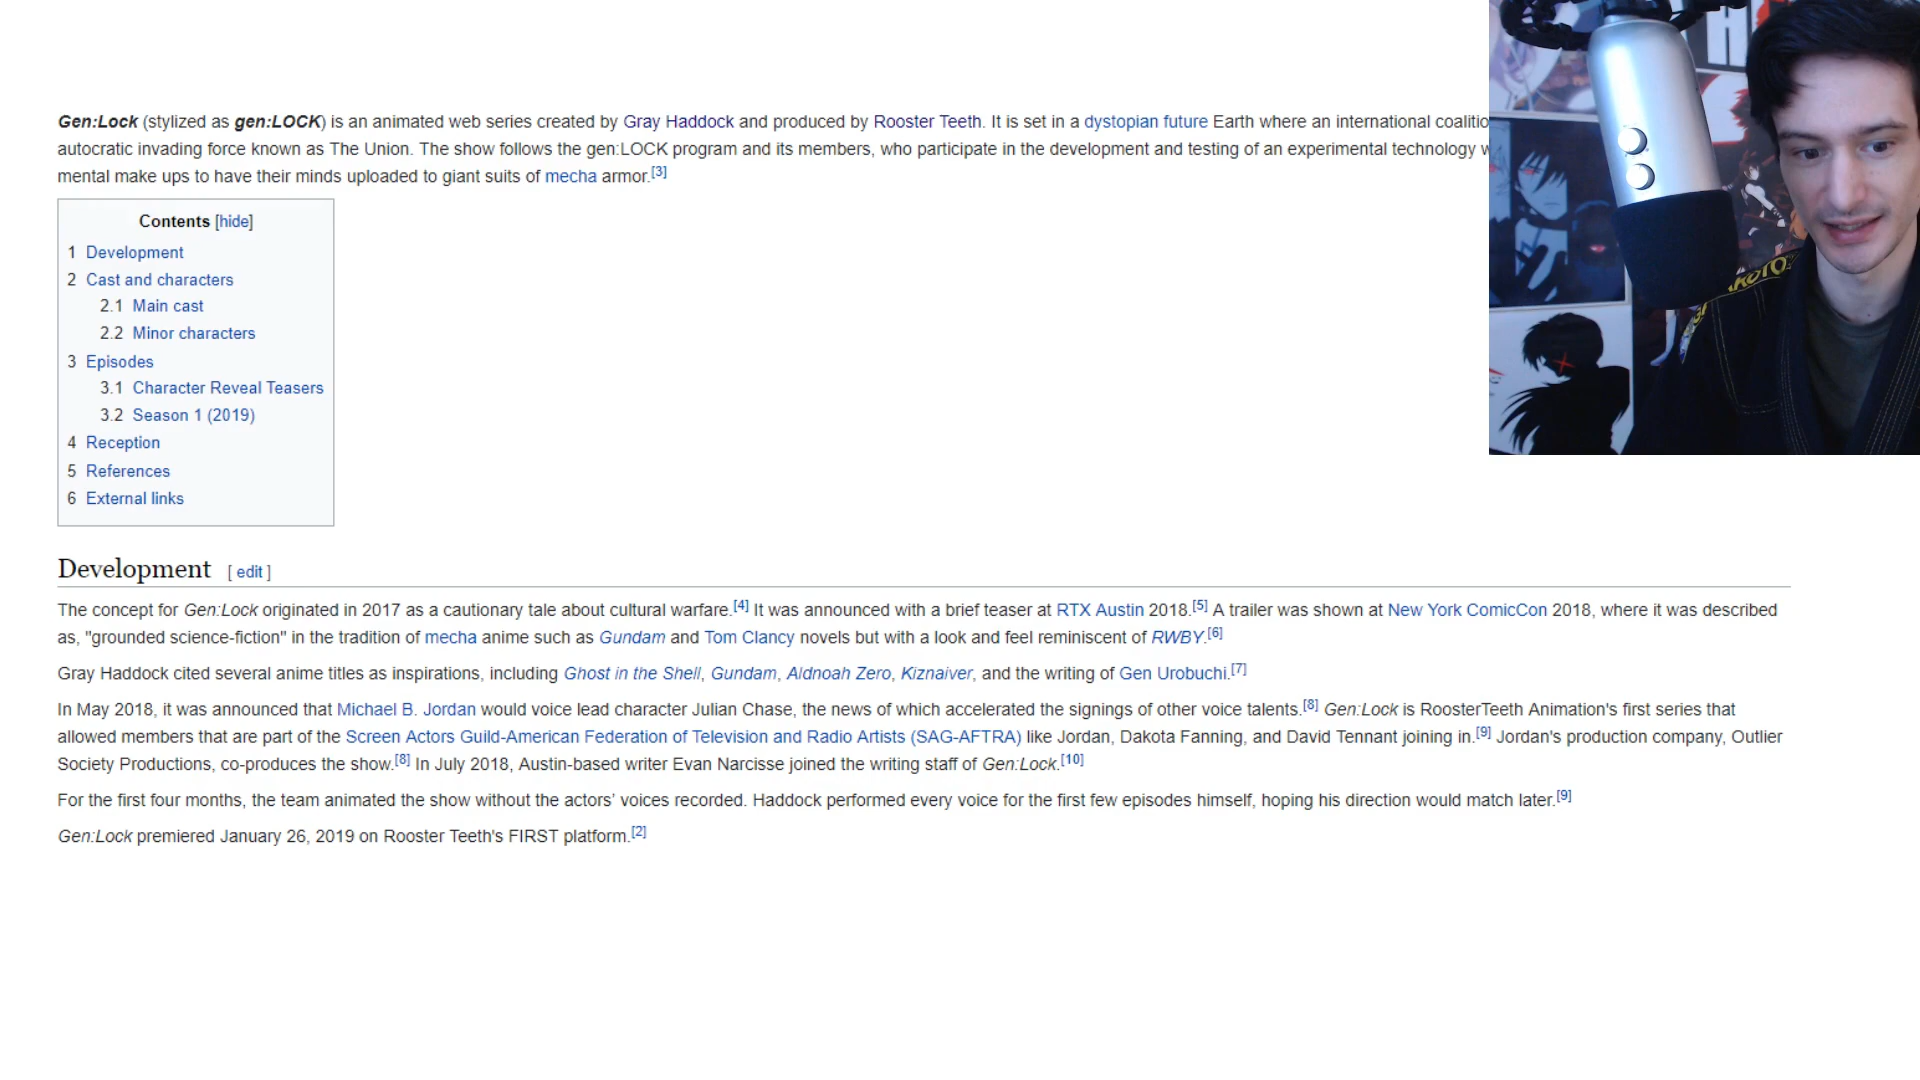 Gen:Lock (stylized as gen:LOCK) is an animated web series created by Gray Haddock and produced by Rooster Teeth. It is set in a dystopian future Earth where an international
autocratic invading force known as The Union. The show follows the gen:LOCK program and its members, who participate in the development and testing of an experimental technology
mental make ups to have their minds uploaded to giant suits of mecha armor.[3]
Contents [hide]
1 Development
2 Cast and characters
2.1 Main cast
2.2 Minor characters
3 Episodes
3.1 Character Reveal Teasers
3.2 Season 1 (2019)
4 Reception
5 References
6 External links
Development [ edit ]
The concept for Gen:Lock originated in 2017 as a cautionary tale about cultural warfare.[4] It was announced with a brief teaser at RTX Austin 2018.[5] A trailer was shown at New York ComicCon 2018, where it was described
as, "grounded science-fiction" in the tradition of mecha anime such as Gundam and Tom Clancy novels but with a look and feel reminiscent of RWBY.[6]
Gray Haddock cited several anime titles as inspirations, including Ghost in the Shell, Gundam, Aldnoah Zero, Kiznaiver, and the writing of Gen Urobuchi.[7]
In May 2018, it was announced that Michael B. Jordan would voice lead character Julian Chase, the news of which accelerated the signings of other voice talents.[8] Gen:Lock is RoosterTeeth Animation's first series that
allowed members that are part of the Screen Actors Guild-American Federation of Television and Radio Artists (SAG-AFTRA) like Jordan, Dakota Fanning, and David Tennant joining in.[9] Jordan's production company, Outlier
Society Productions, co-produces the show.[8] In July 2018, Austin-based writer Evan Narcisse joined the writing staff of Gen:Lock.[10]
For the first four months, the team animated the show without the actors' voices recorded. Haddock performed every voice for the first few episodes himself, hoping his direction would match later.[9]
Gen:Lock premiered January 26, 2019 on Rooster Teeth's FIRST platform.[2]